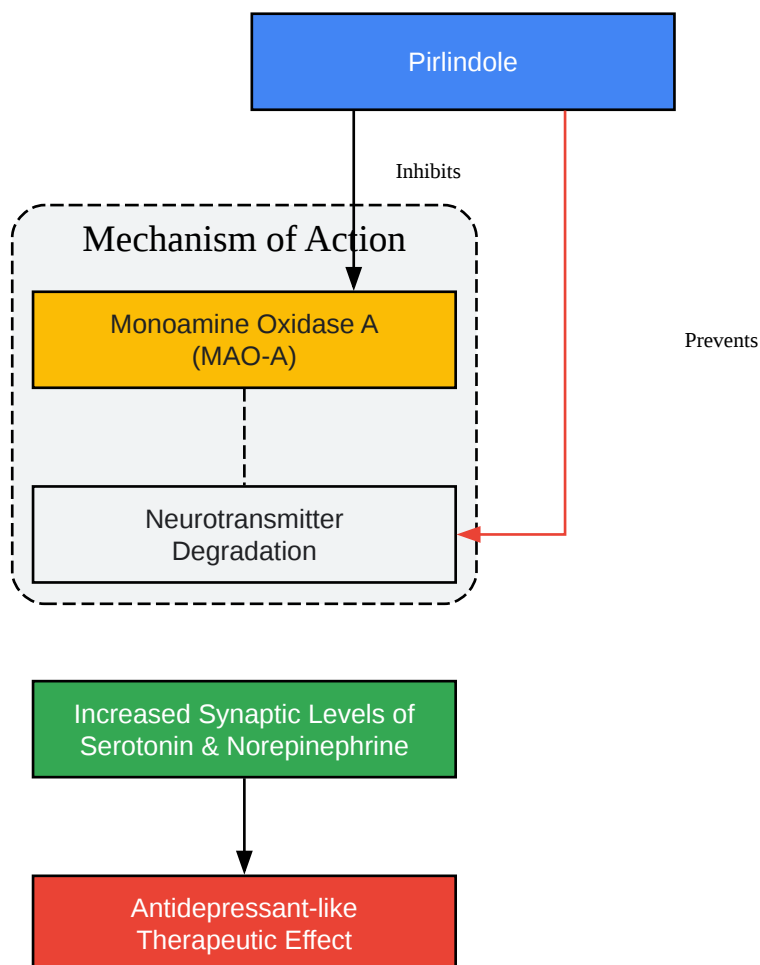 Pirlindole
Inhibits
Mechanism of Action
Monoamine Oxidase A
(MAO-A)
Prevents
Neurotransmitter
Degradation
Increased Synaptic Levels of
Serotonin & Norepinephrine
Antidepressant-like
Therapeutic Effect